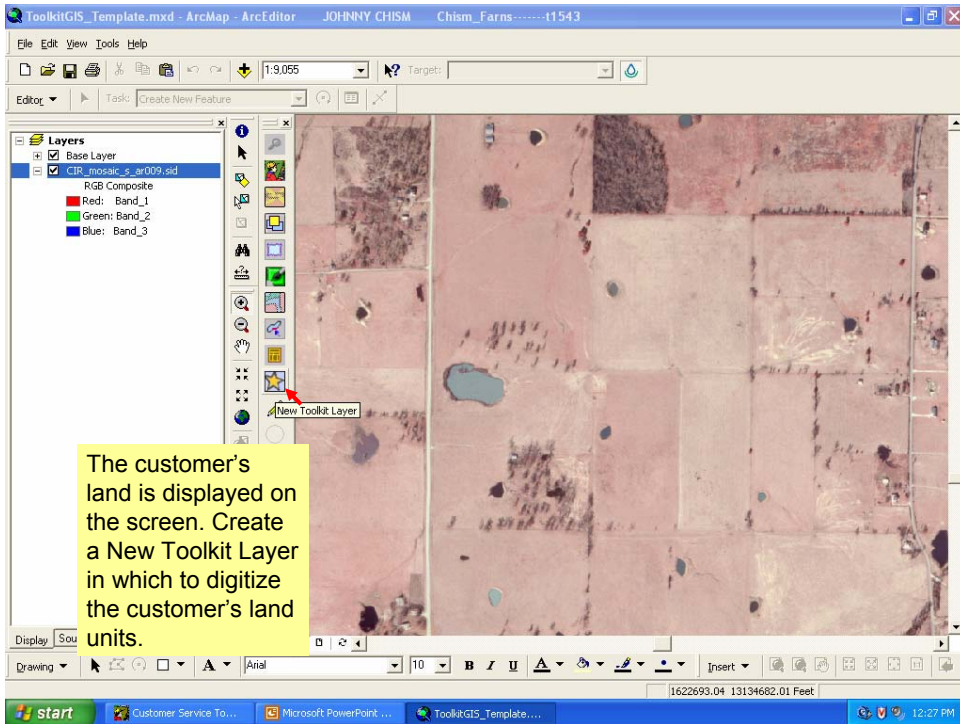 ToolkitGIS_Template.mxd - ArcMap - ArcEditor JOHNNY CHISM Chism_Farns-------t1543
File Edit View Tools Help
1:9,055 Target:
Editor Task: Create New Feature
Layers
Base Layer
CIR_mosaic_s_ar009.sid
RGB Composite
Red: Band_1
Green: Band_2
Blue: Band_3
New Toolkit Layer
The customer's
land is displayed on
the screen. Create
a New Toolkit Layer
in which to digitize
the customer's land
units.
Display Sou
Drawing A Arial 10 B I U A Insert
1622693.04 13134682.01 Feet
start Customer Service To... Microsoft PowerPoint ... ToolkitGIS_Template.... 12:27 PM